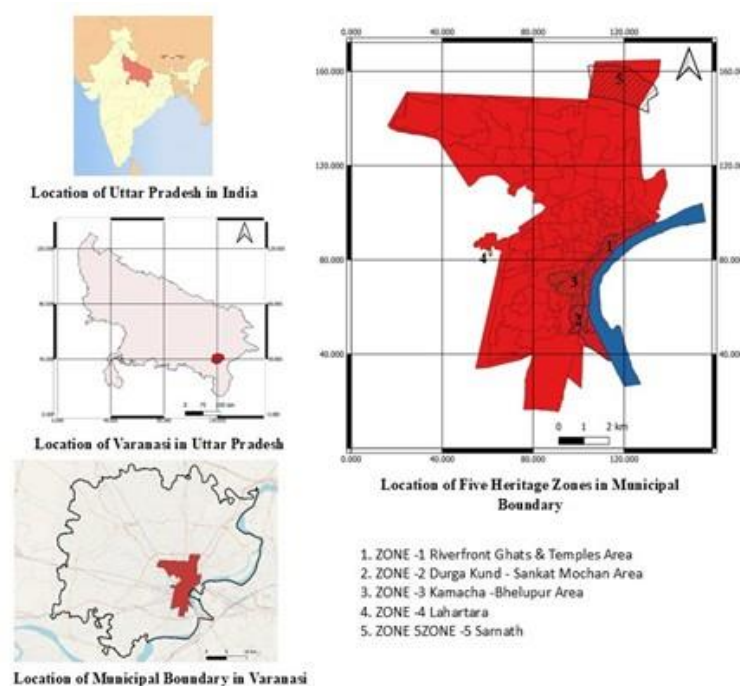 Location of Uttar Pradesh in India
Location of Varanasi in Uttar Pradesh
Location of Municipal Boundary in Varanasi
160.000
120.000
80.000
40.000
0.000
40.000
80.000
120.000
5
1
4
3
2
0 1 2 km
Location of Five Heritage Zones in Municipal
Boundary
1. ZONE -1 Riverfront Ghats & Temples Area
2. ZONE -2 Durga Kund - Sankat Mochan Area
3. ZONE -3 Kamacha -Bhelupur Area
4. ZONE -4 Lahartara
5. ZONE 5ZONE -5 Sarnath